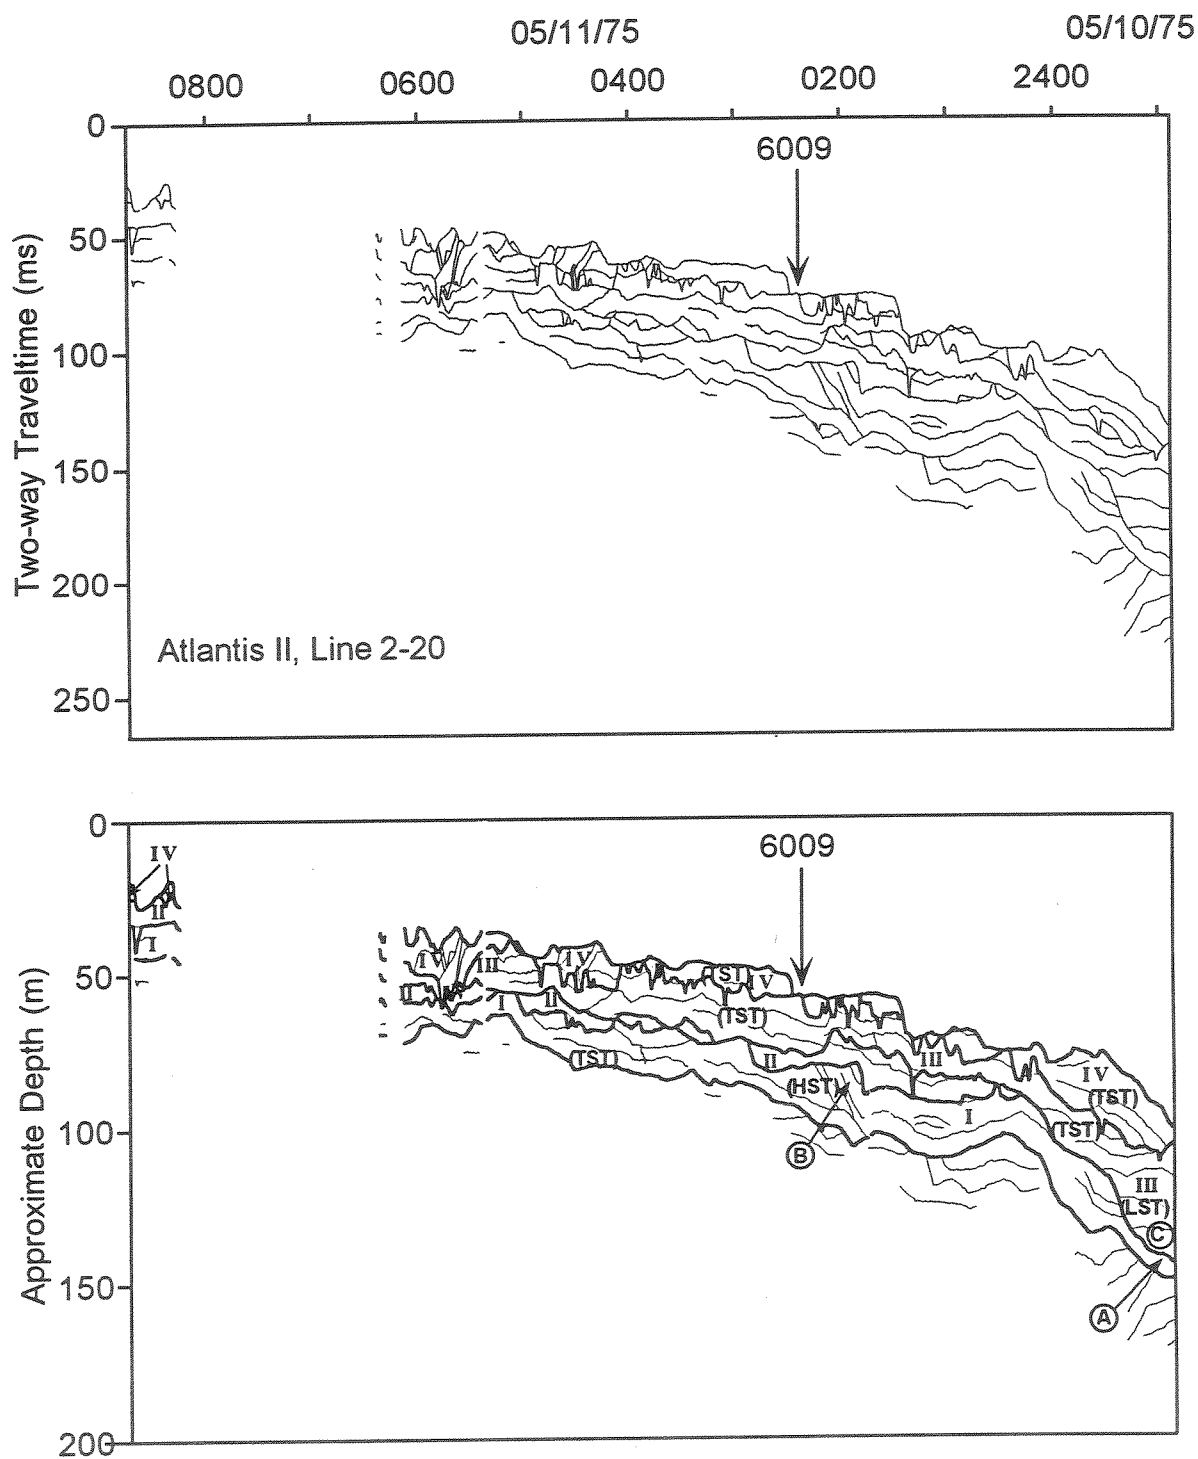 05/11/75 05/10/75
0800 0600 0400 0200 2400
0
6009
50
100
150
200
250
Two-way Traveltime (ms)
Atlantis II, Line 2-20
0
6009
IV
II
I
50
IV III IV ST IV
II I II (TST)
(TST) II III
(HST) I IV
(TST)
100
(TST)
B
III
(LST)
C
150
A
200
Approximate Depth (m)